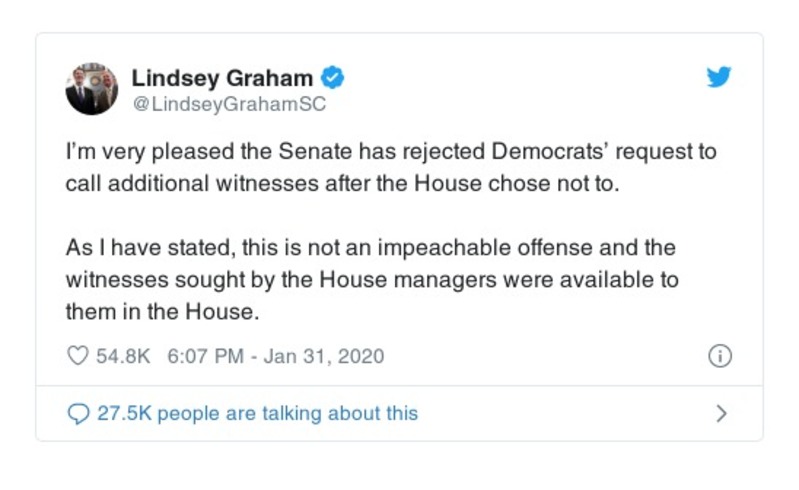 Lindsey Graham
@LindseyGrahamSC
I’m very pleased the Senate has rejected Democrats’ request to
call additional witnesses after the House chose not to.
As I have stated, this is not an impeachable offense and the
witnesses sought by the House managers were available to
them in the House.
54.8K 6:07 PM - Jan 31, 2020
27.5K people are talking about this